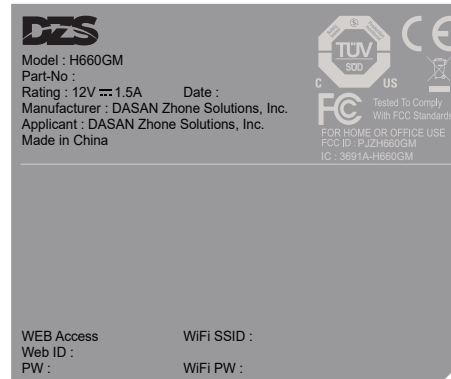 DZS
Model : H660GM
Part-No :
Rating : 12V ⎓ 1.5A Date :
Manufacturer : DASAN Zhone Solutions, Inc.
Applicant : DASAN Zhone Solutions, Inc.
Made in China
TÜV
SÜD
C US
CE
FC Tested To Comply
With FCC Standards
FOR HOME OR OFFICE USE
FCC ID : PJZH660GM
IC : 3691A-H660GM
WEB Access WiFi SSID :
Web ID :
PW : WiFi PW :